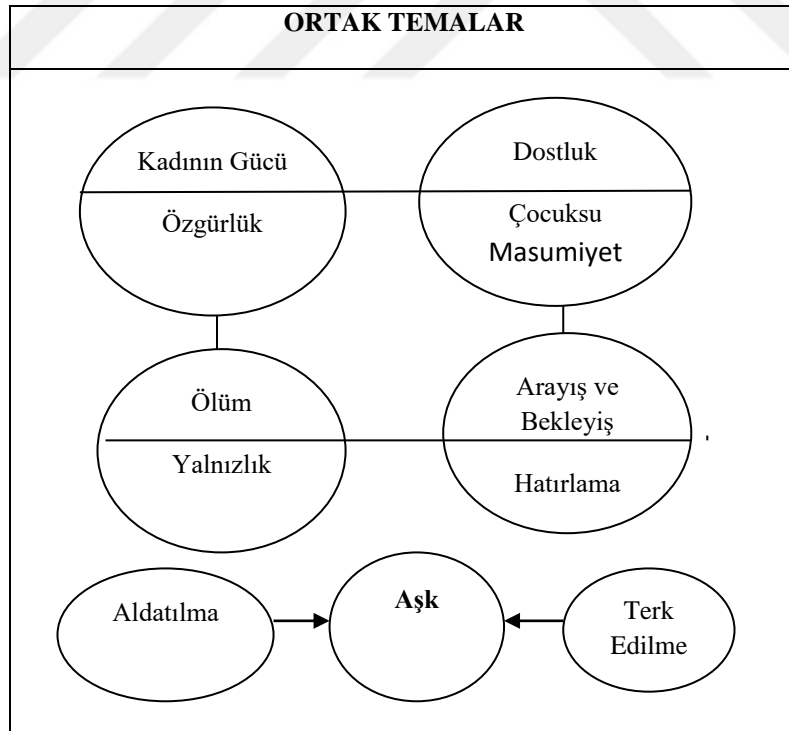 ORTAK TEMALAR
Kadının Gücü
Özgürlük
Dostluk
Çocuksu
Masumiyet
Ölüm
Yalnızlık
Arayış ve
Bekleyiş
Hatırlama
Aldatılma
Aşk
Terk
Edilme